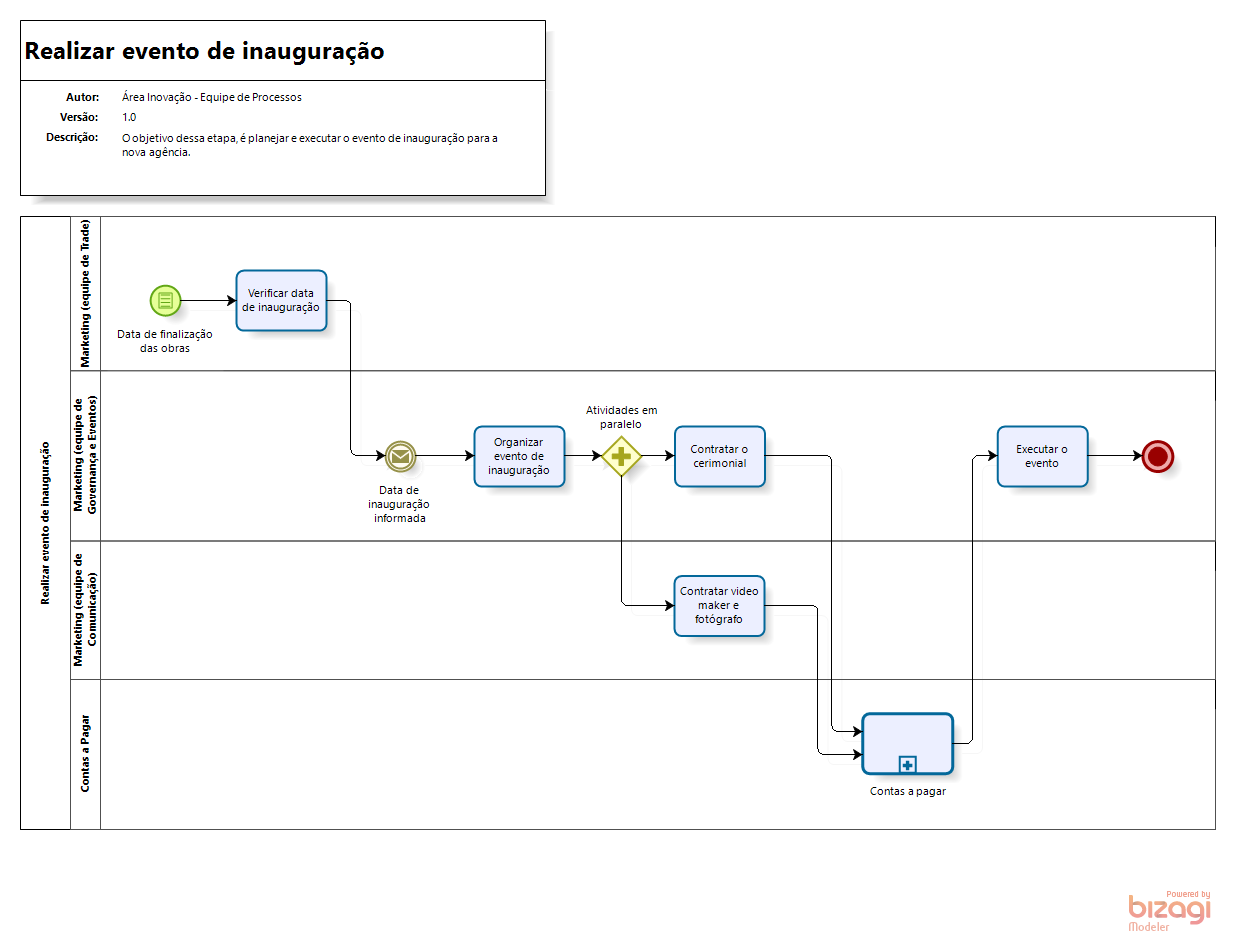 Realizar evento de inauguração
Autor: Área Inovação - Equipe de Processos
Versão: 1.0
Descrição: O objetivo dessa etapa, é planejar e executar o evento de inauguração para a
nova agência.
Realizar evento de inauguração
Marketing (equipe de Trade)
Data de finalização
das obras
Verificar data
de inauguração
Marketing (equipe de
Governança e Eventos)
Data de
inauguração
informada
Organizar
evento de
inauguração
Atividades em
paralelo
Contratar o
cerimonial
Executar o
evento
Marketing (equipe de
Comunicação)
Contratar video
maker e
fotógrafo
Contas a Pagar
Contas a pagar
Powered by
bizagi
Modeler